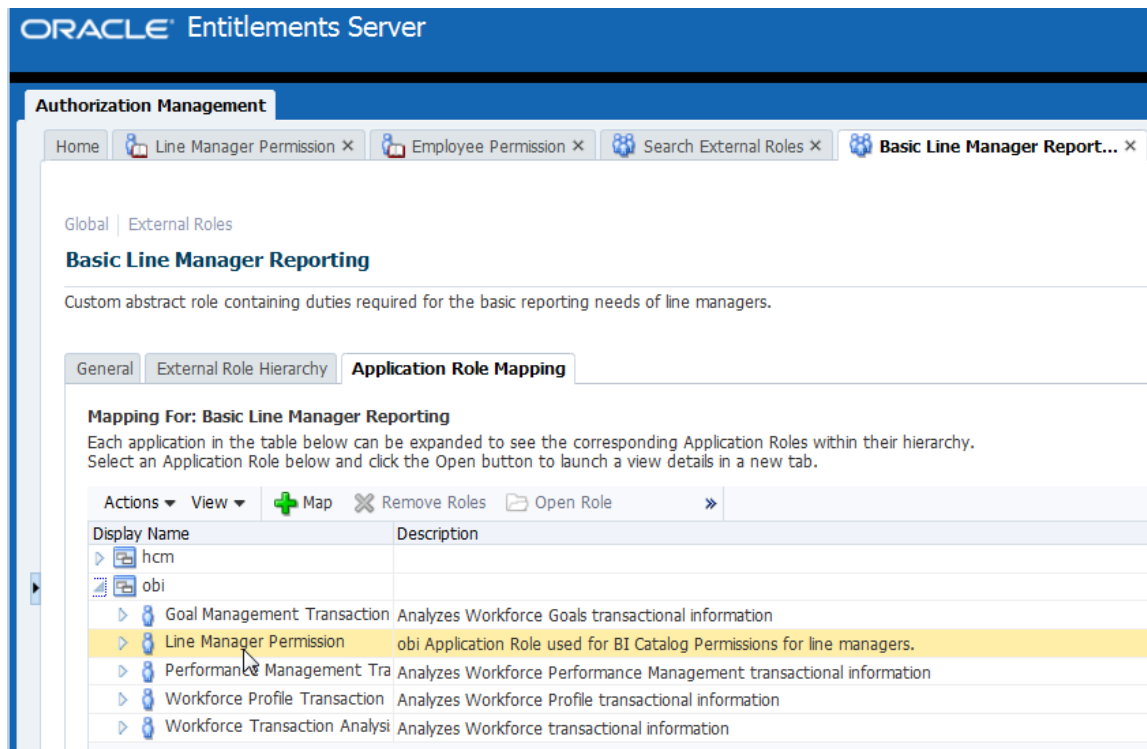 ORACLE Entitlements Server
Authorization Management
Home Line Manager Permission × Employee Permission × Search External Roles × Basic Line Manager Report... ×
Global | External Roles
Basic Line Manager Reporting
Custom abstract role containing duties required for the basic reporting needs of line managers.
General External Role Hierarchy Application Role Mapping
Mapping For: Basic Line Manager Reporting
Each application in the table below can be expanded to see the corresponding Application Roles within their hierarchy.
Select an Application Role below and click the Open button to launch a view details in a new tab.
Actions View Map Remove Roles Open Role »
Display Name Description
hcm
obi
Goal Management Transaction Analyzes Workforce Goals transactional information
Line Manager Permission obi Application Role used for BI Catalog Permissions for line managers.
Performance Management Tra Analyzes Workforce Performance Management transactional information
Workforce Profile Transaction Analyzes Workforce Profile transactional information
Workforce Transaction Analysi Analyzes Workforce transactional information